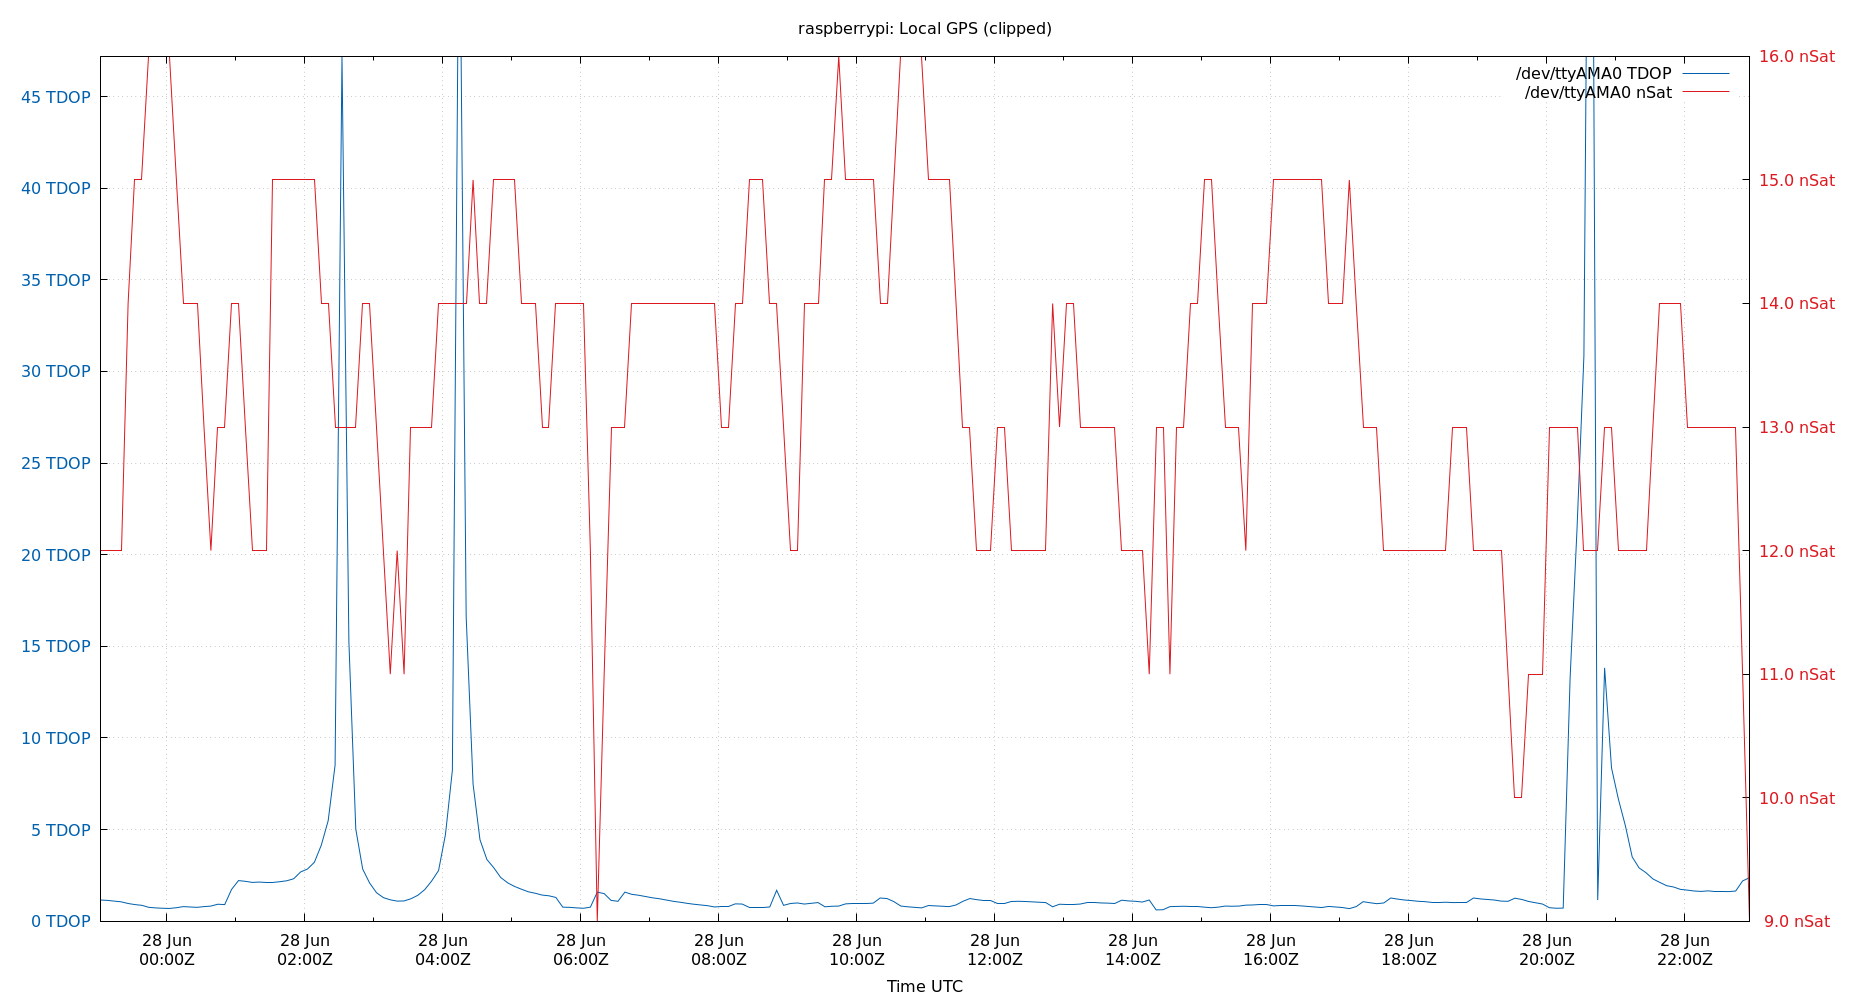 raspberrypi: Local GPS (clipped)
/dev/ttyAMA0 TDOP
/dev/ttyAMA0 nSat
45 TDOP
40 TDOP
35 TDOP
30 TDOP
25 TDOP
20 TDOP
15 TDOP
10 TDOP
5 TDOP
0 TDOP
16.0 nSat
15.0 nSat
14.0 nSat
13.0 nSat
12.0 nSat
11.0 nSat
10.0 nSat
9.0 nSat
28 Jun 28 Jun 28 Jun 28 Jun 28 Jun 28 Jun 28 Jun 28 Jun 28 Jun 28 Jun 28 Jun 28 Jun
00:00Z 02:00Z 04:00Z 06:00Z 08:00Z 10:00Z 12:00Z 14:00Z 16:00Z 18:00Z 20:00Z 22:00Z
Time UTC